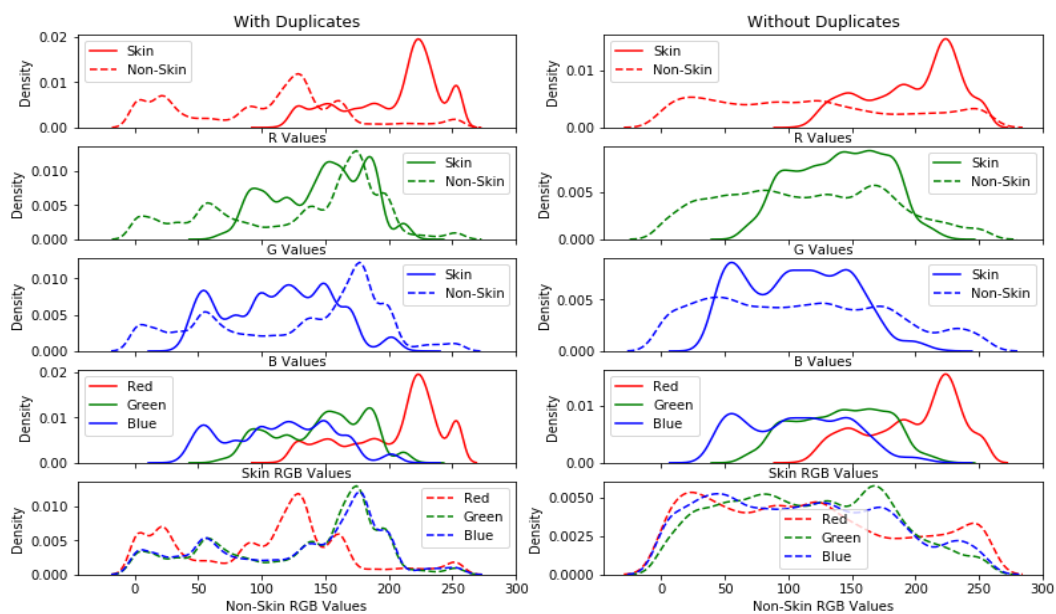 With Duplicates
0.02
0.01
0.00
Density
Skin
Non-Skin
R Values
0.010
0.005
0.000
Density
Skin
Non-Skin
G Values
0.010
0.005
0.000
Density
Skin
Non-Skin
B Values
0.02
0.01
0.00
Density
Red
Green
Blue
Skin RGB Values
0.010
0.005
0.000
Density
Red
Green
Blue
0 50 100 150 200 250 300
Non-Skin RGB Values
Without Duplicates
0.01
0.00
Density
Skin
Non-Skin
R Values
0.005
0.000
Density
Skin
Non-Skin
G Values
0.005
0.000
Density
Skin
Non-Skin
B Values
0.01
0.00
Density
Red
Green
Blue
Skin RGB Values
0.0050
0.0025
0.0000
Density
Red
Green
Blue
0 50 100 150 200 250 300
Non-Skin RGB Values